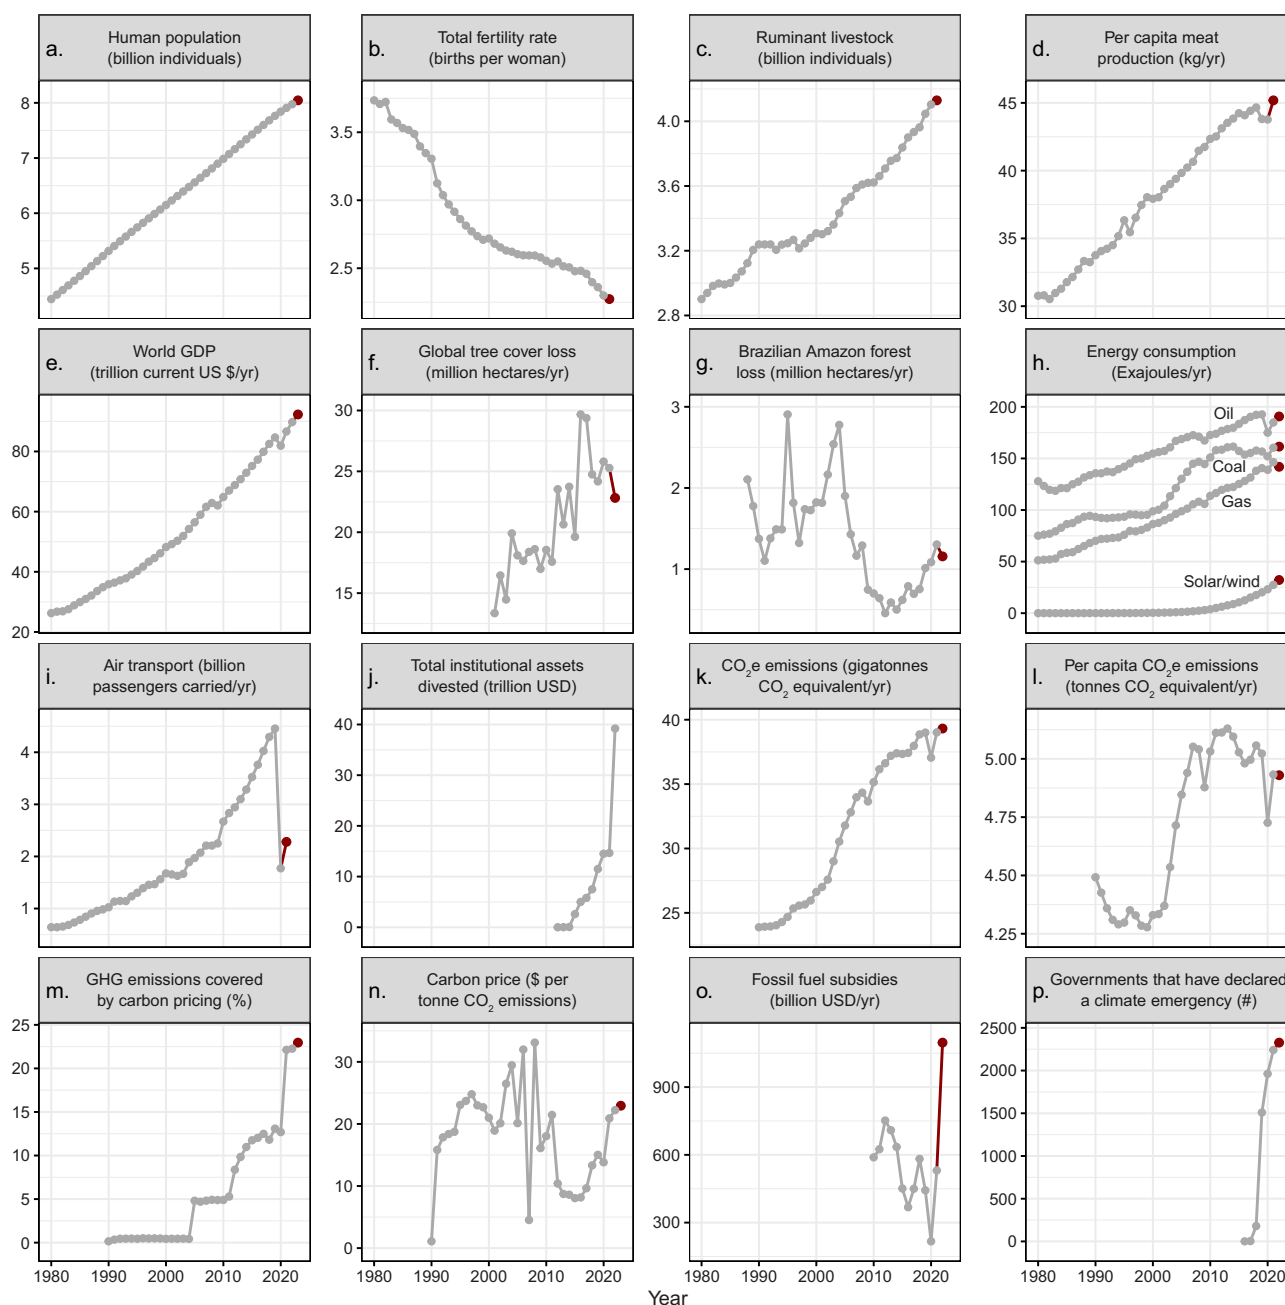 a. Human population
(billion individuals)
b. Total fertility rate
(births per woman)
c. Ruminant livestock
(billion individuals)
d. Per capita meat
production (kg/yr)
8
7
6
5
3.5
3.0
2.5
4.0
3.6
3.2
2.8
45
40
35
30
e. World GDP
(trillion current US $/yr)
f. Global tree cover loss
(million hectares/yr)
g. Brazilian Amazon forest
loss (million hectares/yr)
h. Energy consumption
(Exajoules/yr)
80
60
40
20
30
25
20
15
3
2
1
200
150
100
50
0
Oil
Coal
Gas
Solar/wind
i. Air transport (billion
passengers carried/yr)
j. Total institutional assets
divested (trillion USD)
k. CO2e emissions (gigatonnes
CO2 equivalent/yr)
l. Per capita CO2e emissions
(tonnes CO2 equivalent/yr)
4
3
2
1
40
30
20
10
0
40
35
30
25
5.00
4.75
4.50
4.25
m. GHG emissions covered
by carbon pricing (%)
n. Carbon price ($ per
tonne CO2 emissions)
o. Fossil fuel subsidies
(billion USD/yr)
p. Governments that have declared
a climate emergency (#)
25
20
15
10
5
0
30
20
10
0
900
600
300
2500
2000
1500
1000
500
0
1980 1990 2000 2010 2020
1980 1990 2000 2010 2020
1980 1990 2000 2010 2020
1980 1990 2000 2010 2020
Year